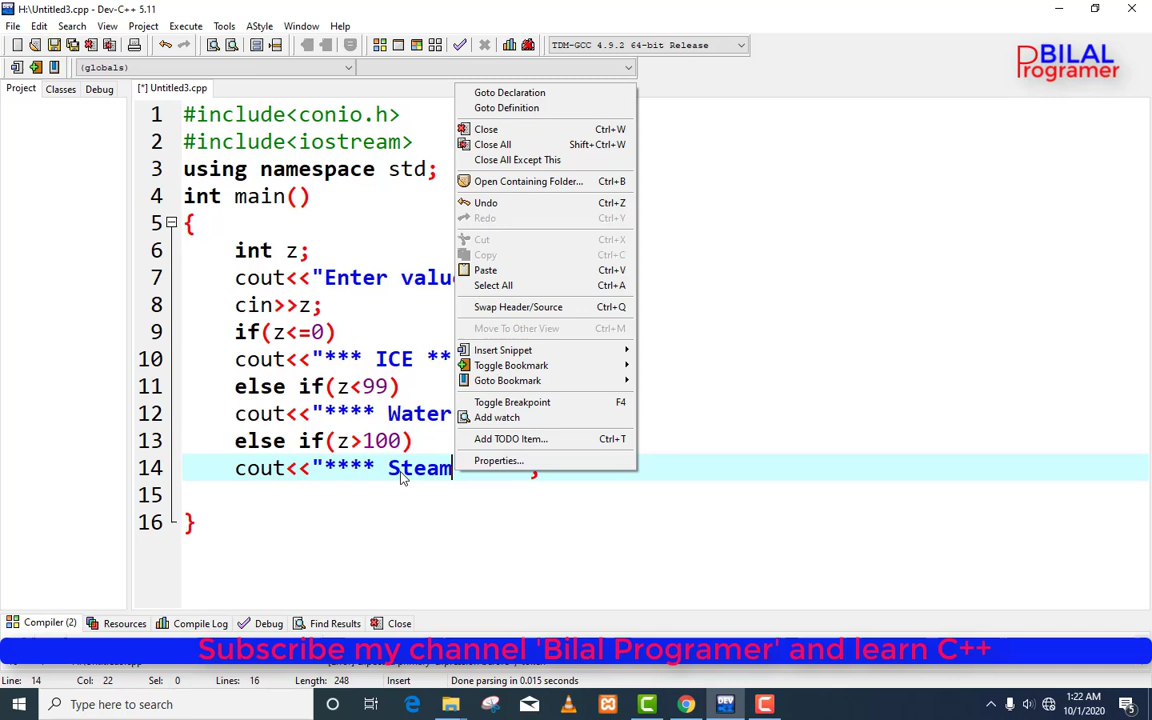 H:\Untitled3.cpp - Dev-C++ 5.11
File Edit Search View Project Execute Tools AStyle Window Help
TDM-GCC 4.9.2 64-bit Release
(globals)
BILAL
Programer
Project Classes Debug
[*] Untitled3.cpp
1 #include<conio.h>
2 #include<iostream>
3 using namespace std;
4 int main()
5 {
6 int z;
7 cout<<"Enter valu
8 cin>>z;
9 if(z<=0)
10 cout<<"*** ICE **
11 else if(z<99)
12 cout<<"**** Water
13 else if(z>100)
14 cout<<"**** Steam ;
15
16 }
Goto Declaration
Goto Definition
Close Ctrl+W
Close All Shift+Ctrl+W
Close All Except This
Open Containing Folder... Ctrl+B
Undo Ctrl+Z
Redo Ctrl+Y
Cut Ctrl+X
Copy Ctrl+C
Paste Ctrl+V
Select All Ctrl+A
Swap Header/Source Ctrl+Q
Move To Other View Ctrl+M
Insert Snippet
Toggle Bookmark
Goto Bookmark
Toggle Breakpoint F4
Add watch
Add TODO Item... Ctrl+T
Properties...
Compiler (2) Resources Compile Log Debug Find Results Close
Subscribe my channel 'Bilal Programer' and learn C++
Line: 14 Col: 22 Sel: 0 Lines: 16 Length: 248 Insert Done parsing in 0.015 seconds
Type here to search
1:22 AM
10/1/2020
5